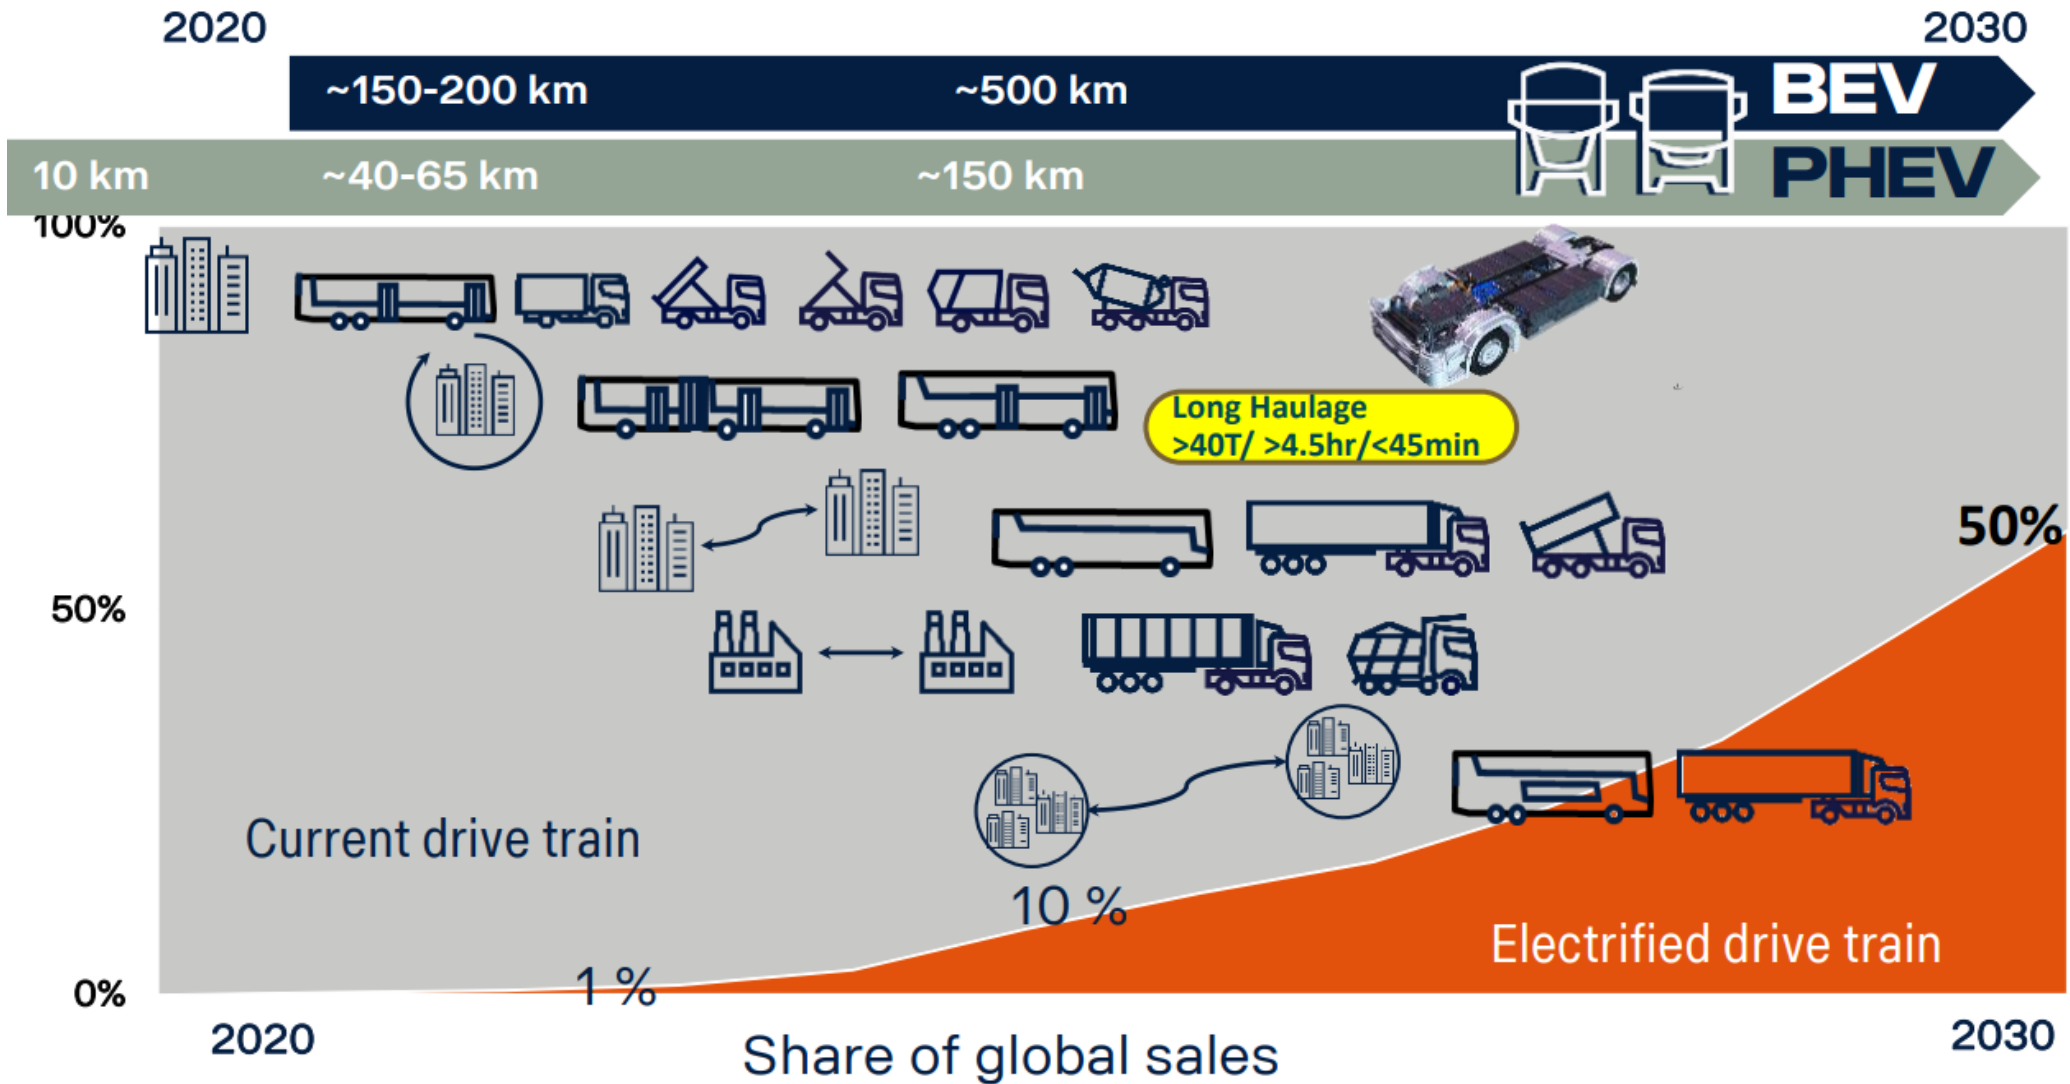 2020
2030
~150-200 km
~500 km
BEV
10 km
~40-65 km
~150 km
PHEV
100%
Long Haulage
>40T/ >4.5hr/<45min
50%
50%
Current drive train
10 %
Electrified drive train
1 %
0%
2020
2030
Share of global sales